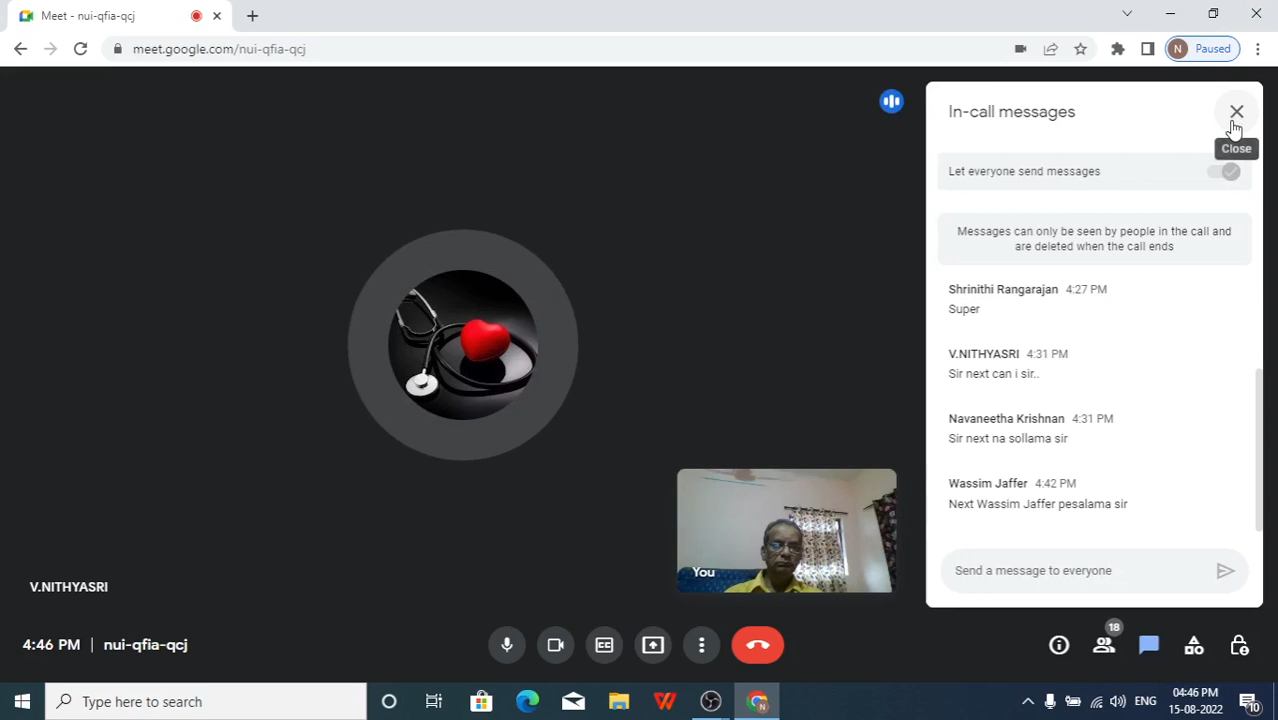 Meet - nui-qfia-qcj
meet.google.com/nui-qfia-qcj
N
Paused
In-call messages
Close
Let everyone send messages
Messages can only be seen by people in the call and
are deleted when the call ends
Shrinithi Rangarajan 4:27 PM
Super
V.NITHYASRI 4:31 PM
Sir next can i sir..
Navaneetha Krishnan 4:31 PM
Sir next na sollama sir
Wassim Jaffer 4:42 PM
Next Wassim Jaffer pesalama sir
Send a message to everyone
You
V.NITHYASRI
4:46 PM | nui-qfia-qcj
18
Type here to search
ENG
04:46 PM
15-08-2022
10